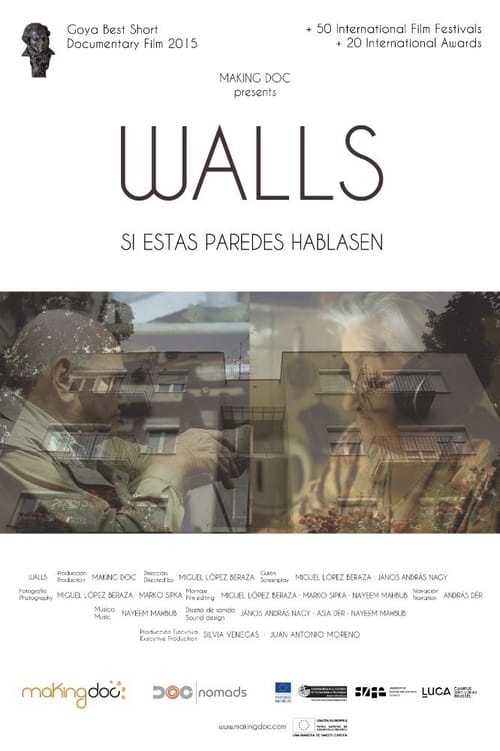 Goya Best Short
Documentary Film 2015
+ 50 International Film Festivals
+ 20 International Awards
MAKING DOC
presents
WALLS
SI ESTAS PAREDES HABLASEN
WALLS Producción Production MAKING DOC Dirección Directed by MIGUEL LÓPEZ BERAZA Guión Screenplay MIGUEL LÓPEZ BERAZA · JÁNOS ANDRÁS NAGY
Fotografía Photography MIGUEL LÓPEZ BERAZA · MARKO SIPKA Montaje Film editing MIGUEL LÓPEZ BERAZA · MARKO SIPKA · NAYEEM MAHBUB Narración Narration ANDRÁS DÉR
Música Music NAYEEM MAHBUB Diseño de sonido Sound design JÁNOS ANDRÁS NAGY · ASIA DÉR · NAYEEM MAHBUB
Producción Ejecutiva Executive Production SILVIA VENEGAS · JUAN ANTONIO MORENO
making doc
DOC nomads
LUCA
www.makingdoc.com
UNIÓN EUROPEA